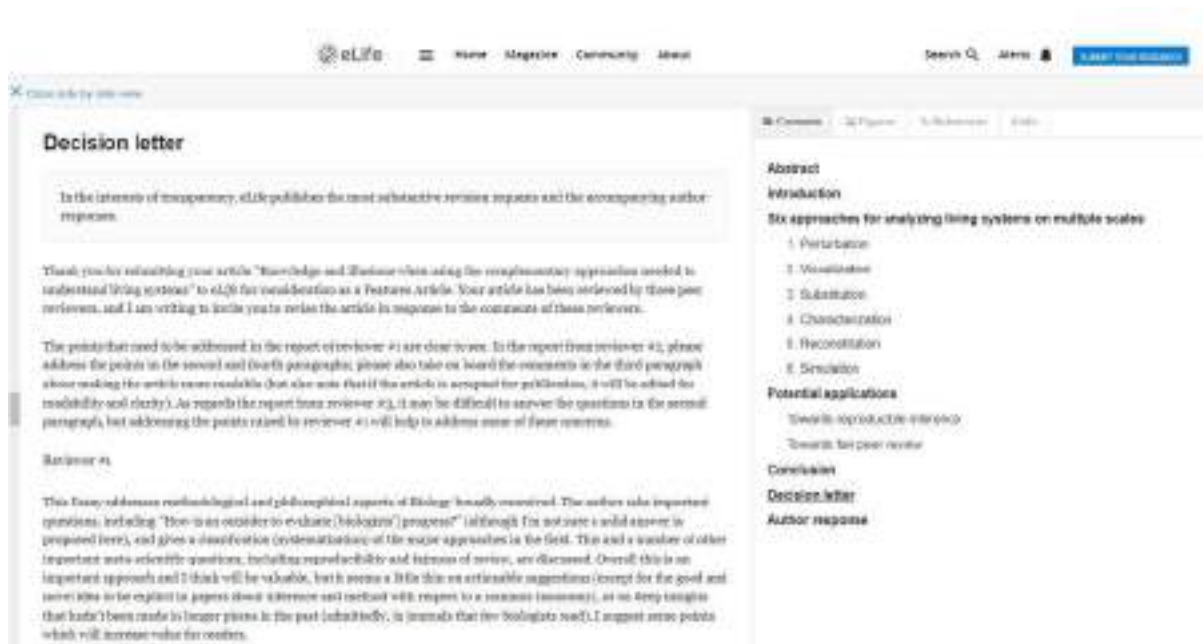 eLife
Home Magazine Community About
Search Alerts
SUBMIT YOUR RESEARCH
Close side by side view
Decision letter
In the interests of transparency, eLife publishes the most substantive revision requests and the accompanying author
responses.
Thank you for submitting your article "Knowledge and illusions when using the complementary approaches needed to
understand living systems" to eLife for consideration as a Features Article. Your article has been reviewed by three peer
reviewers, and I am writing to invite you to revise the article in response to the comments of these reviewers.
The points that need to be addressed in the report of reviewer #1 are clear to see. In the report from reviewer #2, please
address the points in the second and fourth paragraphs; please also take on board the comments in the third paragraph
about making the article more readable (but also note that if the article is accepted for publication, it will be edited for
readability and clarity). As regards the report from reviewer #3, it may be difficult to answer the questions in the second
paragraph, but addressing the points raised by reviewer #1 will help to address some of these concerns.
Reviewer #1
This Essay addresses methodological and philosophical aspects of Biology broadly conceived. The author asks important
questions, including "How is an outsider to evaluate [biologists'] progress?" (although I'm not sure a solid answer is
proposed here), and gives a classification (systematization) of the major approaches in the field. This and a number of other
important meta-scientific questions, including reproducibility and fairness of review, are discussed. Overall this is an
important approach and I think will be valuable, but it seems a little thin on actionable suggestions (except for the good and
novel idea to be explicit in papers about inference and method with respect to a common taxonomy), or on deep insights
that hadn't been made in longer pieces in the past (admittedly, in journals that few biologists read). I suggest some points
which will increase value for readers.
Contents Figures References
Abstract
Introduction
Six approaches for analyzing living systems on multiple scales
1. Perturbation
2. Visualization
3. Substitution
4. Characterization
5. Reconstitution
6. Simulation
Potential applications
Towards reproducible inference
Towards fair peer review
Conclusion
Decision letter
Author response